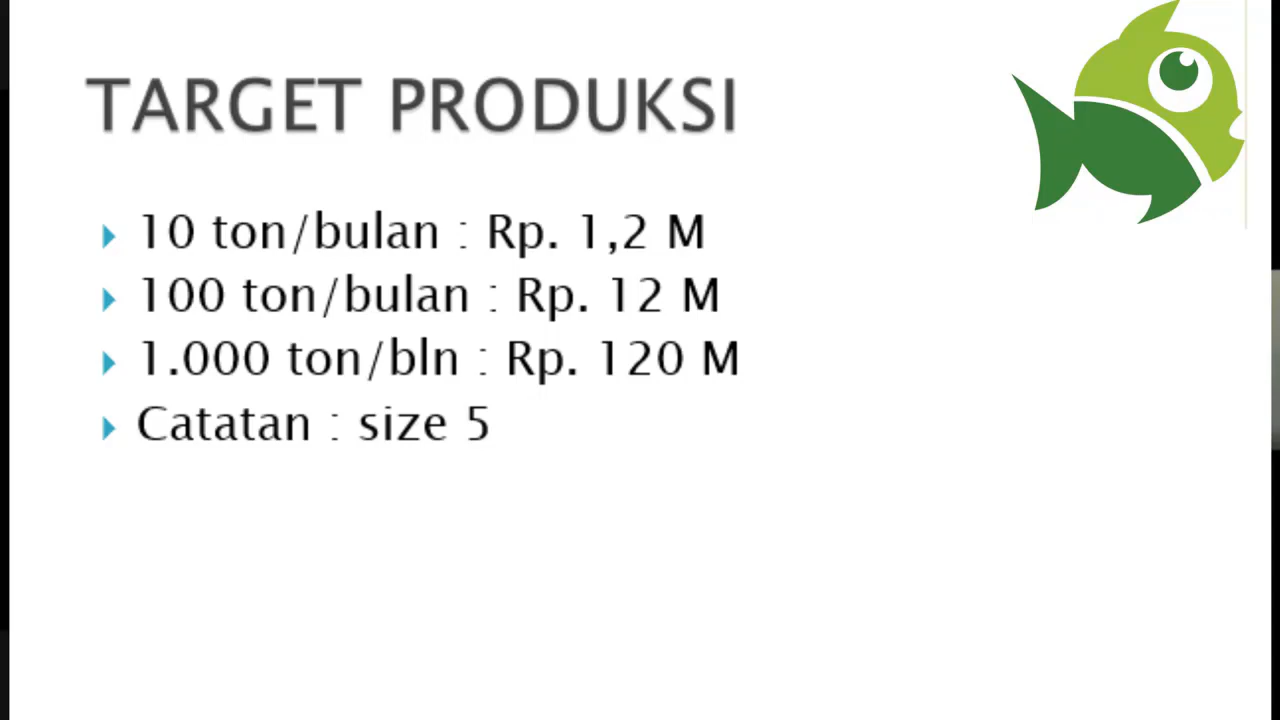 TARGET PRODUKSI
10 ton/bulan : Rp. 1,2 M
100 ton/bulan : Rp. 12 M
1.000 ton/bln : Rp. 120 M
Catatan : size 5